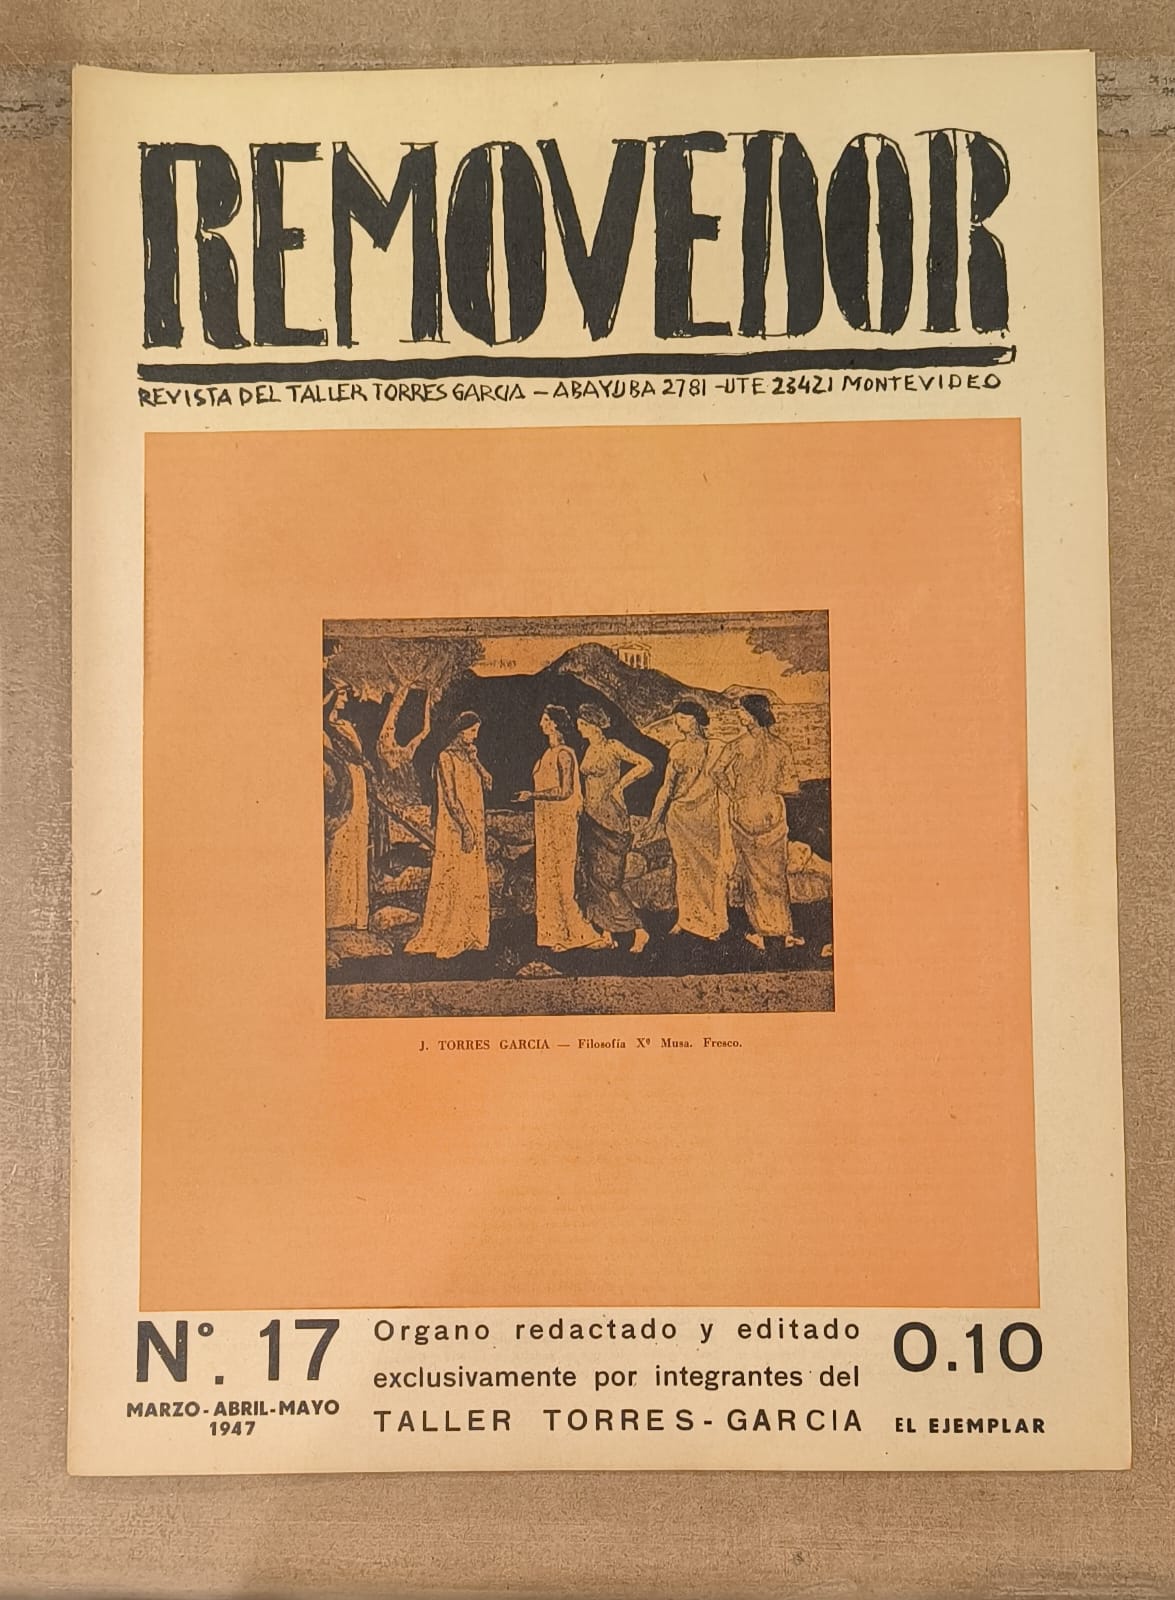 REMOVEDOR
REVISTA DEL TALLER TORRES GARCIA – ABAYUBA 2781 – UTE 23421 MONTEVIDEO
J. TORRES GARCIA — Filosofía Xª Musa. Fresco.
Nº. 17
MARZO - ABRIL - MAYO
1947
Organo redactado y editado
exclusivamente por integrantes del
TALLER TORRES - GARCIA
0.10
EL EJEMPLAR